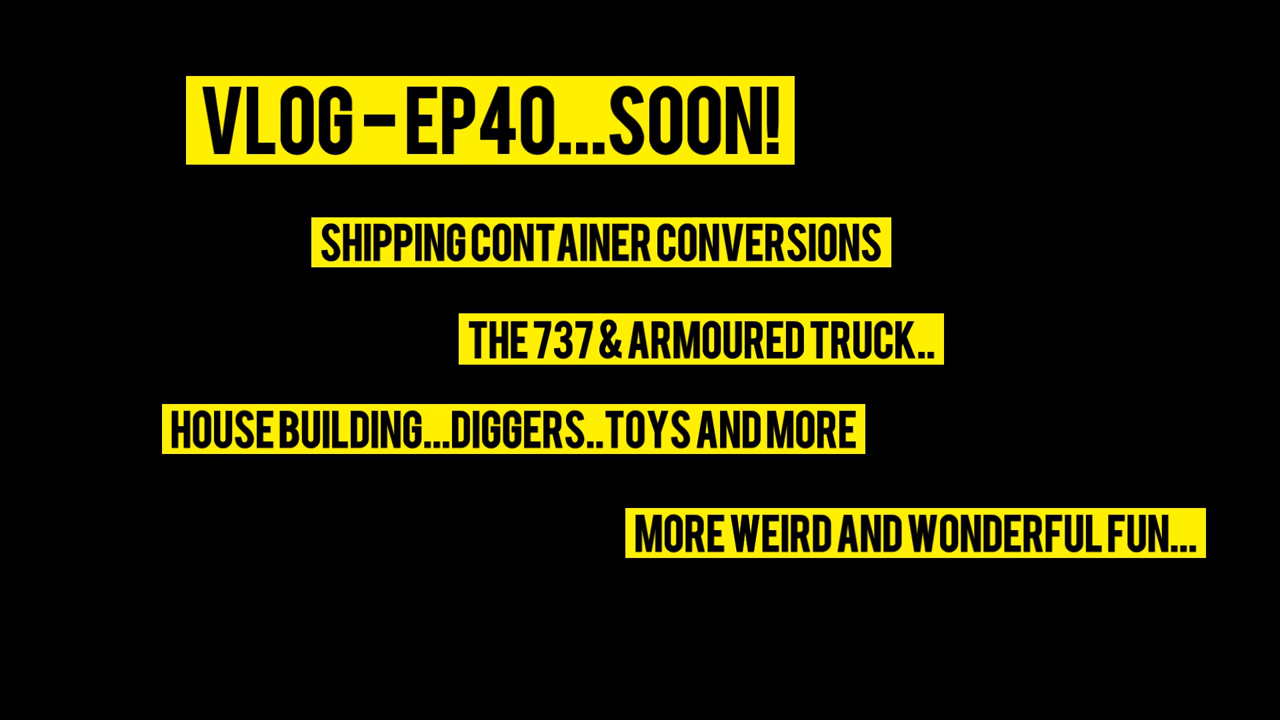 VLOG - EP40...SOON!
SHIPPING CONTAINER CONVERSIONS
THE 737 & ARMOURED TRUCK..
HOUSE BUILDING...DIGGERS..TOYS AND MORE
MORE WEIRD AND WONDERFUL FUN...